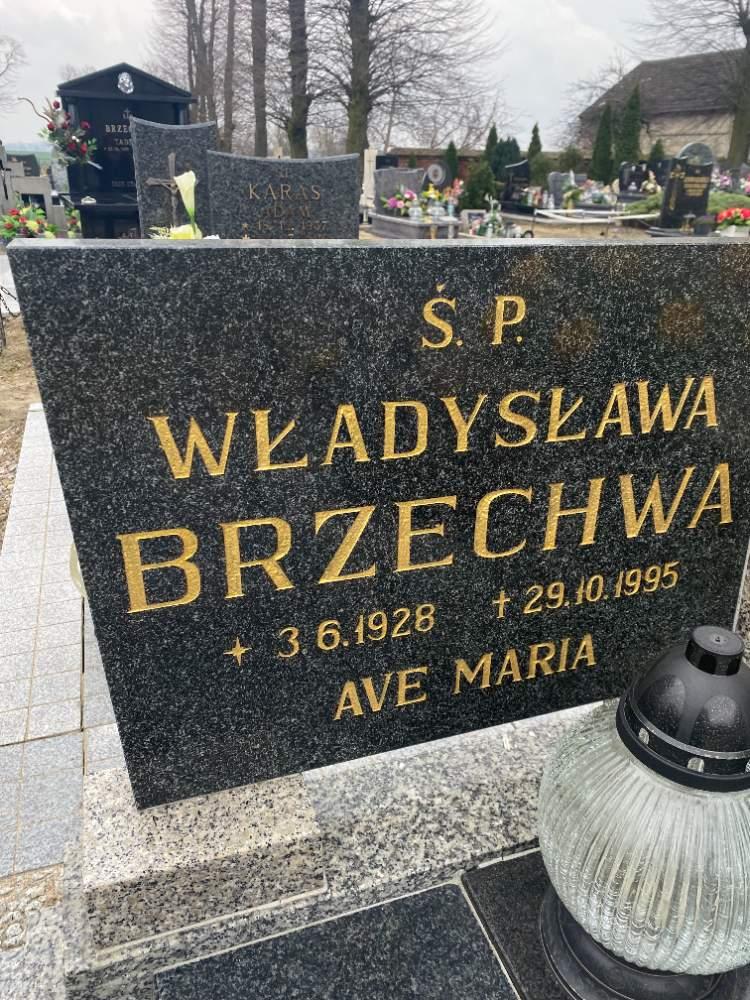 Ś. P.
WŁADYSŁAWA
BRZECHWA
3 6.1928 29.10.1995
AVE MARIA
KARAŚ